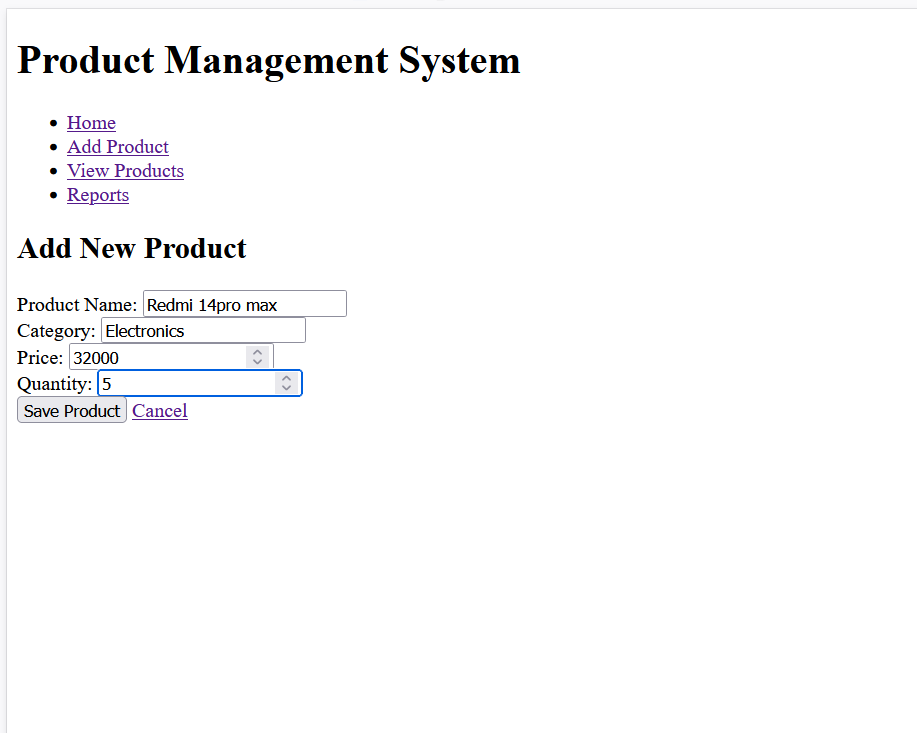 Product Management System
Home
Add Product
View Products
Reports
Add New Product
Product Name: Redmi 14pro max
Category: Electronics
Price: 32000
Quantity: 5
Save Product Cancel